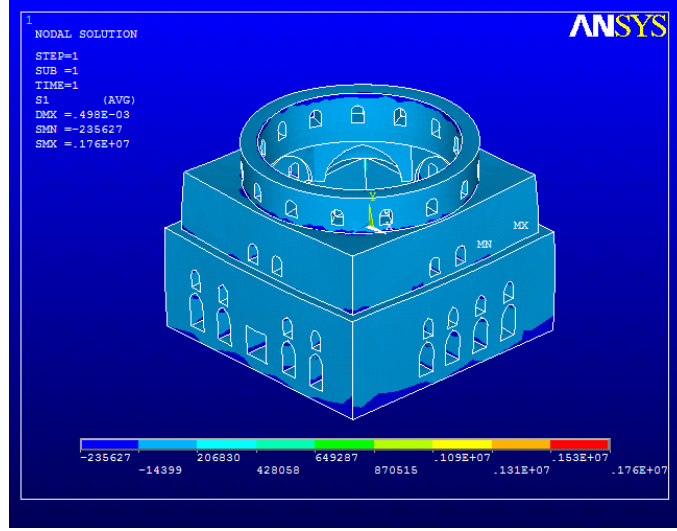 1
ANSYS
NODAL SOLUTION
STEP=1
SUB =1
TIME=1
S1 (AVG)
DMX =.498E-03
SMN =-235627
SMX =.176E+07
Y
X
MX
MN
-235627 206830 649287 .109E+07 .153E+07
-14399 428058 870515 .131E+07 .176E+07